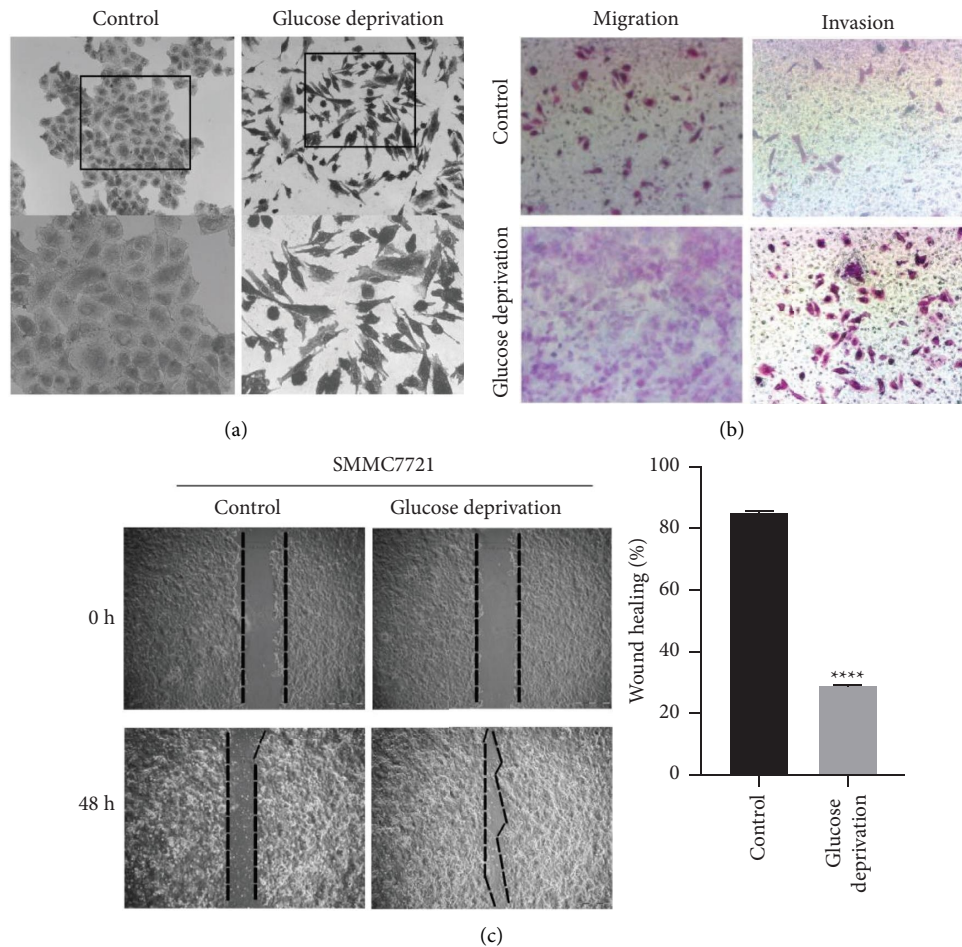 Control
Glucose deprivation
(a)
Migration
Invasion
Control
Glucose deprivation
(b)
SMMC7721
Control
Glucose deprivation
0 h
48 h
100
80
60
40
20
0
Wound healing (%)
****
Control
Glucose
deprivation
(c)